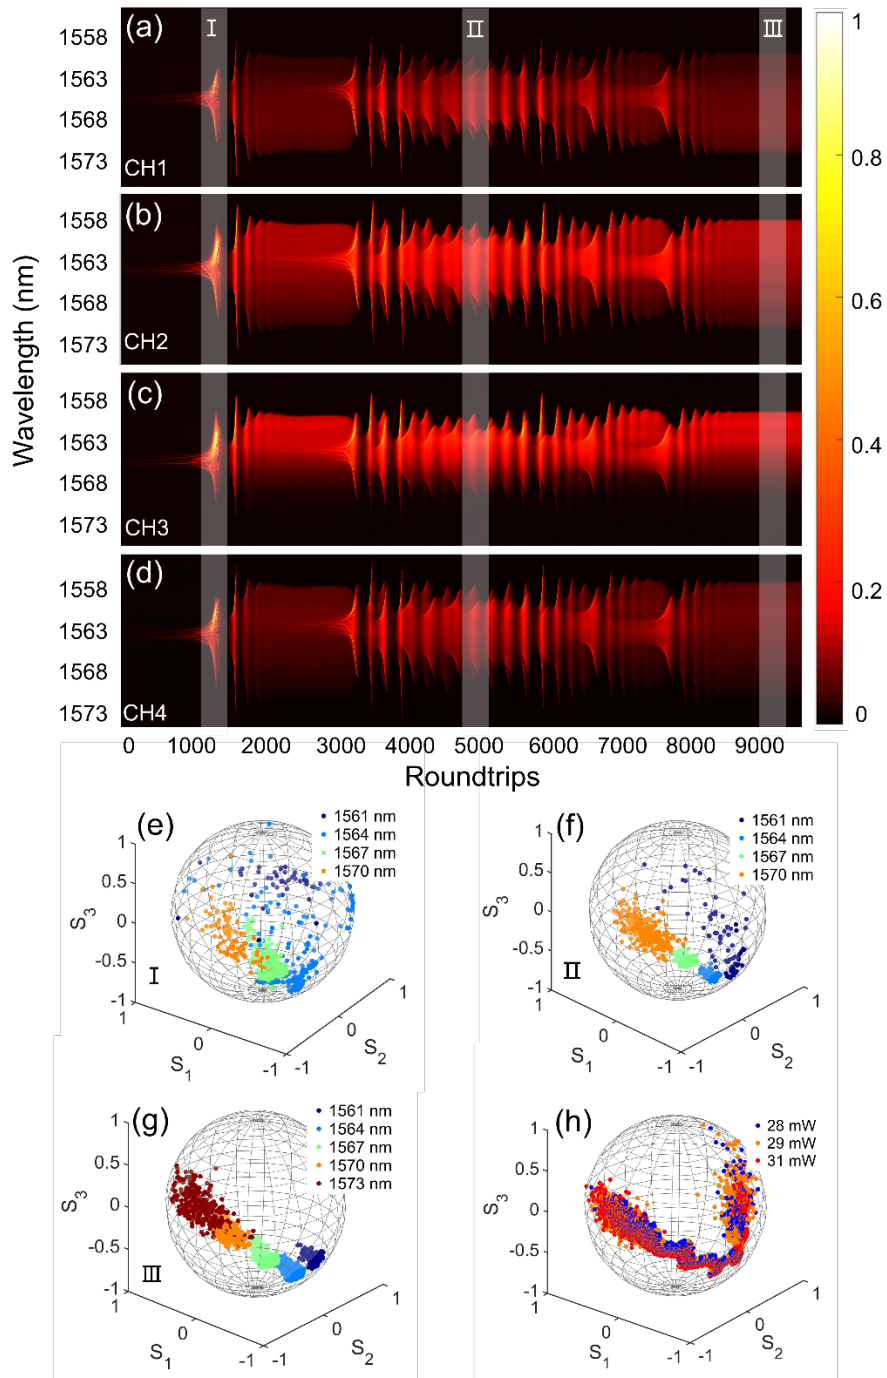 (a)
I
II
III
1
1558
1563
1568
1573
CH1
0.8
(b)
1558
1563
1568
1573
CH2
0.6
Wavelength (nm)
(c)
1558
1563
1568
1573
CH3
0.4
(d)
1558
1563
1568
1573
CH4
0.2
0
0 1000 2000 3000 4000 5000 6000 7000 8000 9000
Roundtrips
(e)
1561 nm
1564 nm
1567 nm
1570 nm
1
0.5
0
-0.5
-1
S3
I
1
0
-1
S1
-1
0
1
S2
(f)
1561 nm
1564 nm
1567 nm
1570 nm
1
0.5
0
-0.5
-1
S3
II
1
0
-1
S1
-1
0
1
S2
(g)
1561 nm
1564 nm
1567 nm
1570 nm
1573 nm
1
0.5
0
-0.5
-1
S3
III
1
0
-1
S1
-1
0
1
S2
(h)
28 mW
29 mW
31 mW
1
0.5
0
-0.5
-1
S3
1
0
-1
S1
-1
0
1
S2